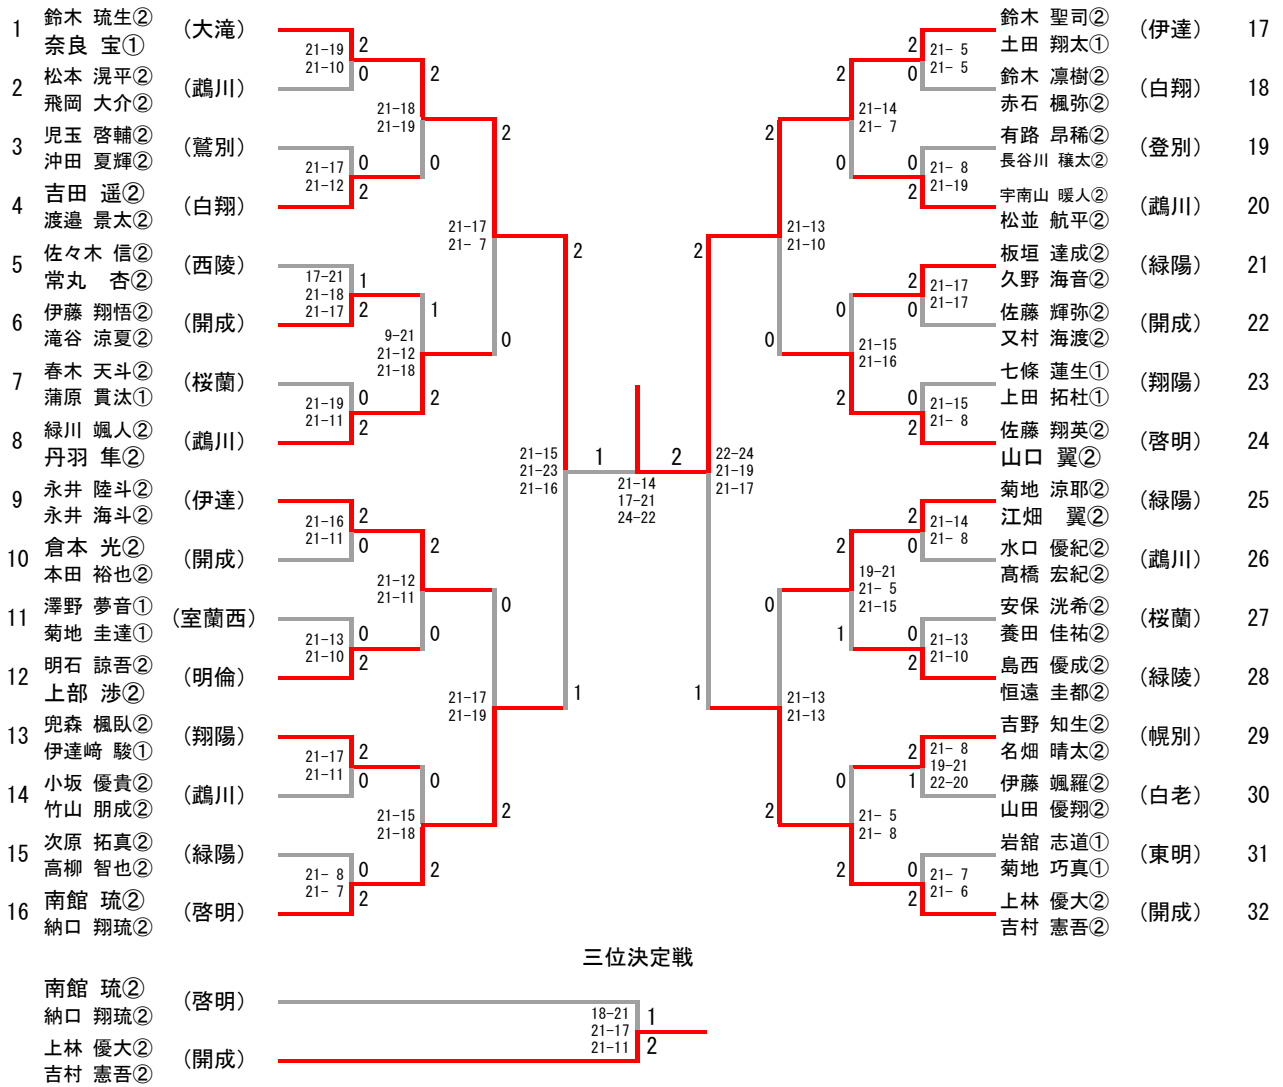 1 鈴木 琉生② （大滝）
奈良 宝①
2 松本 滉平② （鵡川）
飛岡 大介②
3 児玉 啓輔② （鷲別）
沖田 夏輝②
4 吉田 遥② （白翔）
渡邉 景太②
5 佐々木 信② （西陵）
常丸 杏②
6 伊藤 翔悟② （開成）
滝谷 涼夏②
7 春木 天斗② （桜蘭）
蒲原 貫汰①
8 緑川 颯人② （鵡川）
丹羽 隼②
9 永井 陸斗② （伊達）
永井 海斗②
10 倉本 光② （開成）
本田 裕也②
11 澤野 夢音① （室蘭西）
菊地 圭達①
12 明石 諒吾② （明倫）
上部 渉②
13 兜森 楓臥② （翔陽）
伊達﨑 駿①
14 小坂 優貴② （鵡川）
竹山 朋成②
15 次原 拓真② （緑陽）
高柳 智也②
16 南館 琉② （啓明）
納口 翔琉②
21-19 2
21-10 0
21-17 0
21-12 2
17-21 1
21-18
21-17 2
21-19 0
21-11 2
21-16 2
21-11 0
21-13 0
21-10 2
21-17 2
21-11 0
21- 8 0
21- 7 2
2
21-18
21-19
0
1
9-21
21-12
21-18
2
2
21-12
21-11
0
0
21-15
21-18
2
2
21-17
21- 7
0
0
21-17
21-19
2
2
21-15
21-23
21-16
1
1 2
21-14
17-21
24-22
2
22-24
21-19
21-17
1
2
21-13
21-10
0
0
21-13
21-13
2
2
21-14
21- 7
0
0
21-15
21-16
2
2
19-21
21- 5
21-15
1
0
21- 5
21- 8
2
2 21- 5
0 21- 5
0 21- 8
2 21-19
2 21-17
0 21-17
0 21-15
2 21- 8
2 21-14
0 21- 8
0 21-13
2 21-10
2 21- 8
19-21
1 22-20
0 21- 7
2 21- 6
鈴木 聖司② （伊達） 17
土田 翔太①
鈴木 凛樹② （白翔） 18
赤石 楓弥②
有路 昂稀② （登別） 19
長谷川 穣太②
宇南山 暖人② （鵡川） 20
松並 航平②
板垣 達成② （緑陽） 21
久野 海音②
佐藤 輝弥② （開成） 22
又村 海渡②
七條 蓮生① （翔陽） 23
上田 拓杜①
佐藤 翔英② （啓明） 24
山口 翼②
菊地 涼耶② （緑陽） 25
江畑 翼②
水口 優紀② （鵡川） 26
髙橋 宏紀②
安保 洸希② （桜蘭） 27
養田 佳祐②
島西 優成② （緑陵） 28
恒遠 圭都②
吉野 知生② （幌別） 29
名畑 晴太②
伊藤 颯羅② （白老） 30
山田 優翔②
岩舘 志道① （東明） 31
菊地 巧真①
上林 優大② （開成） 32
吉村 憲吾②
三位決定戦
南館 琉② （啓明）
納口 翔琉②
上林 優大② （開成）
吉村 憲吾②
18-21 1
21-17
21-11 2